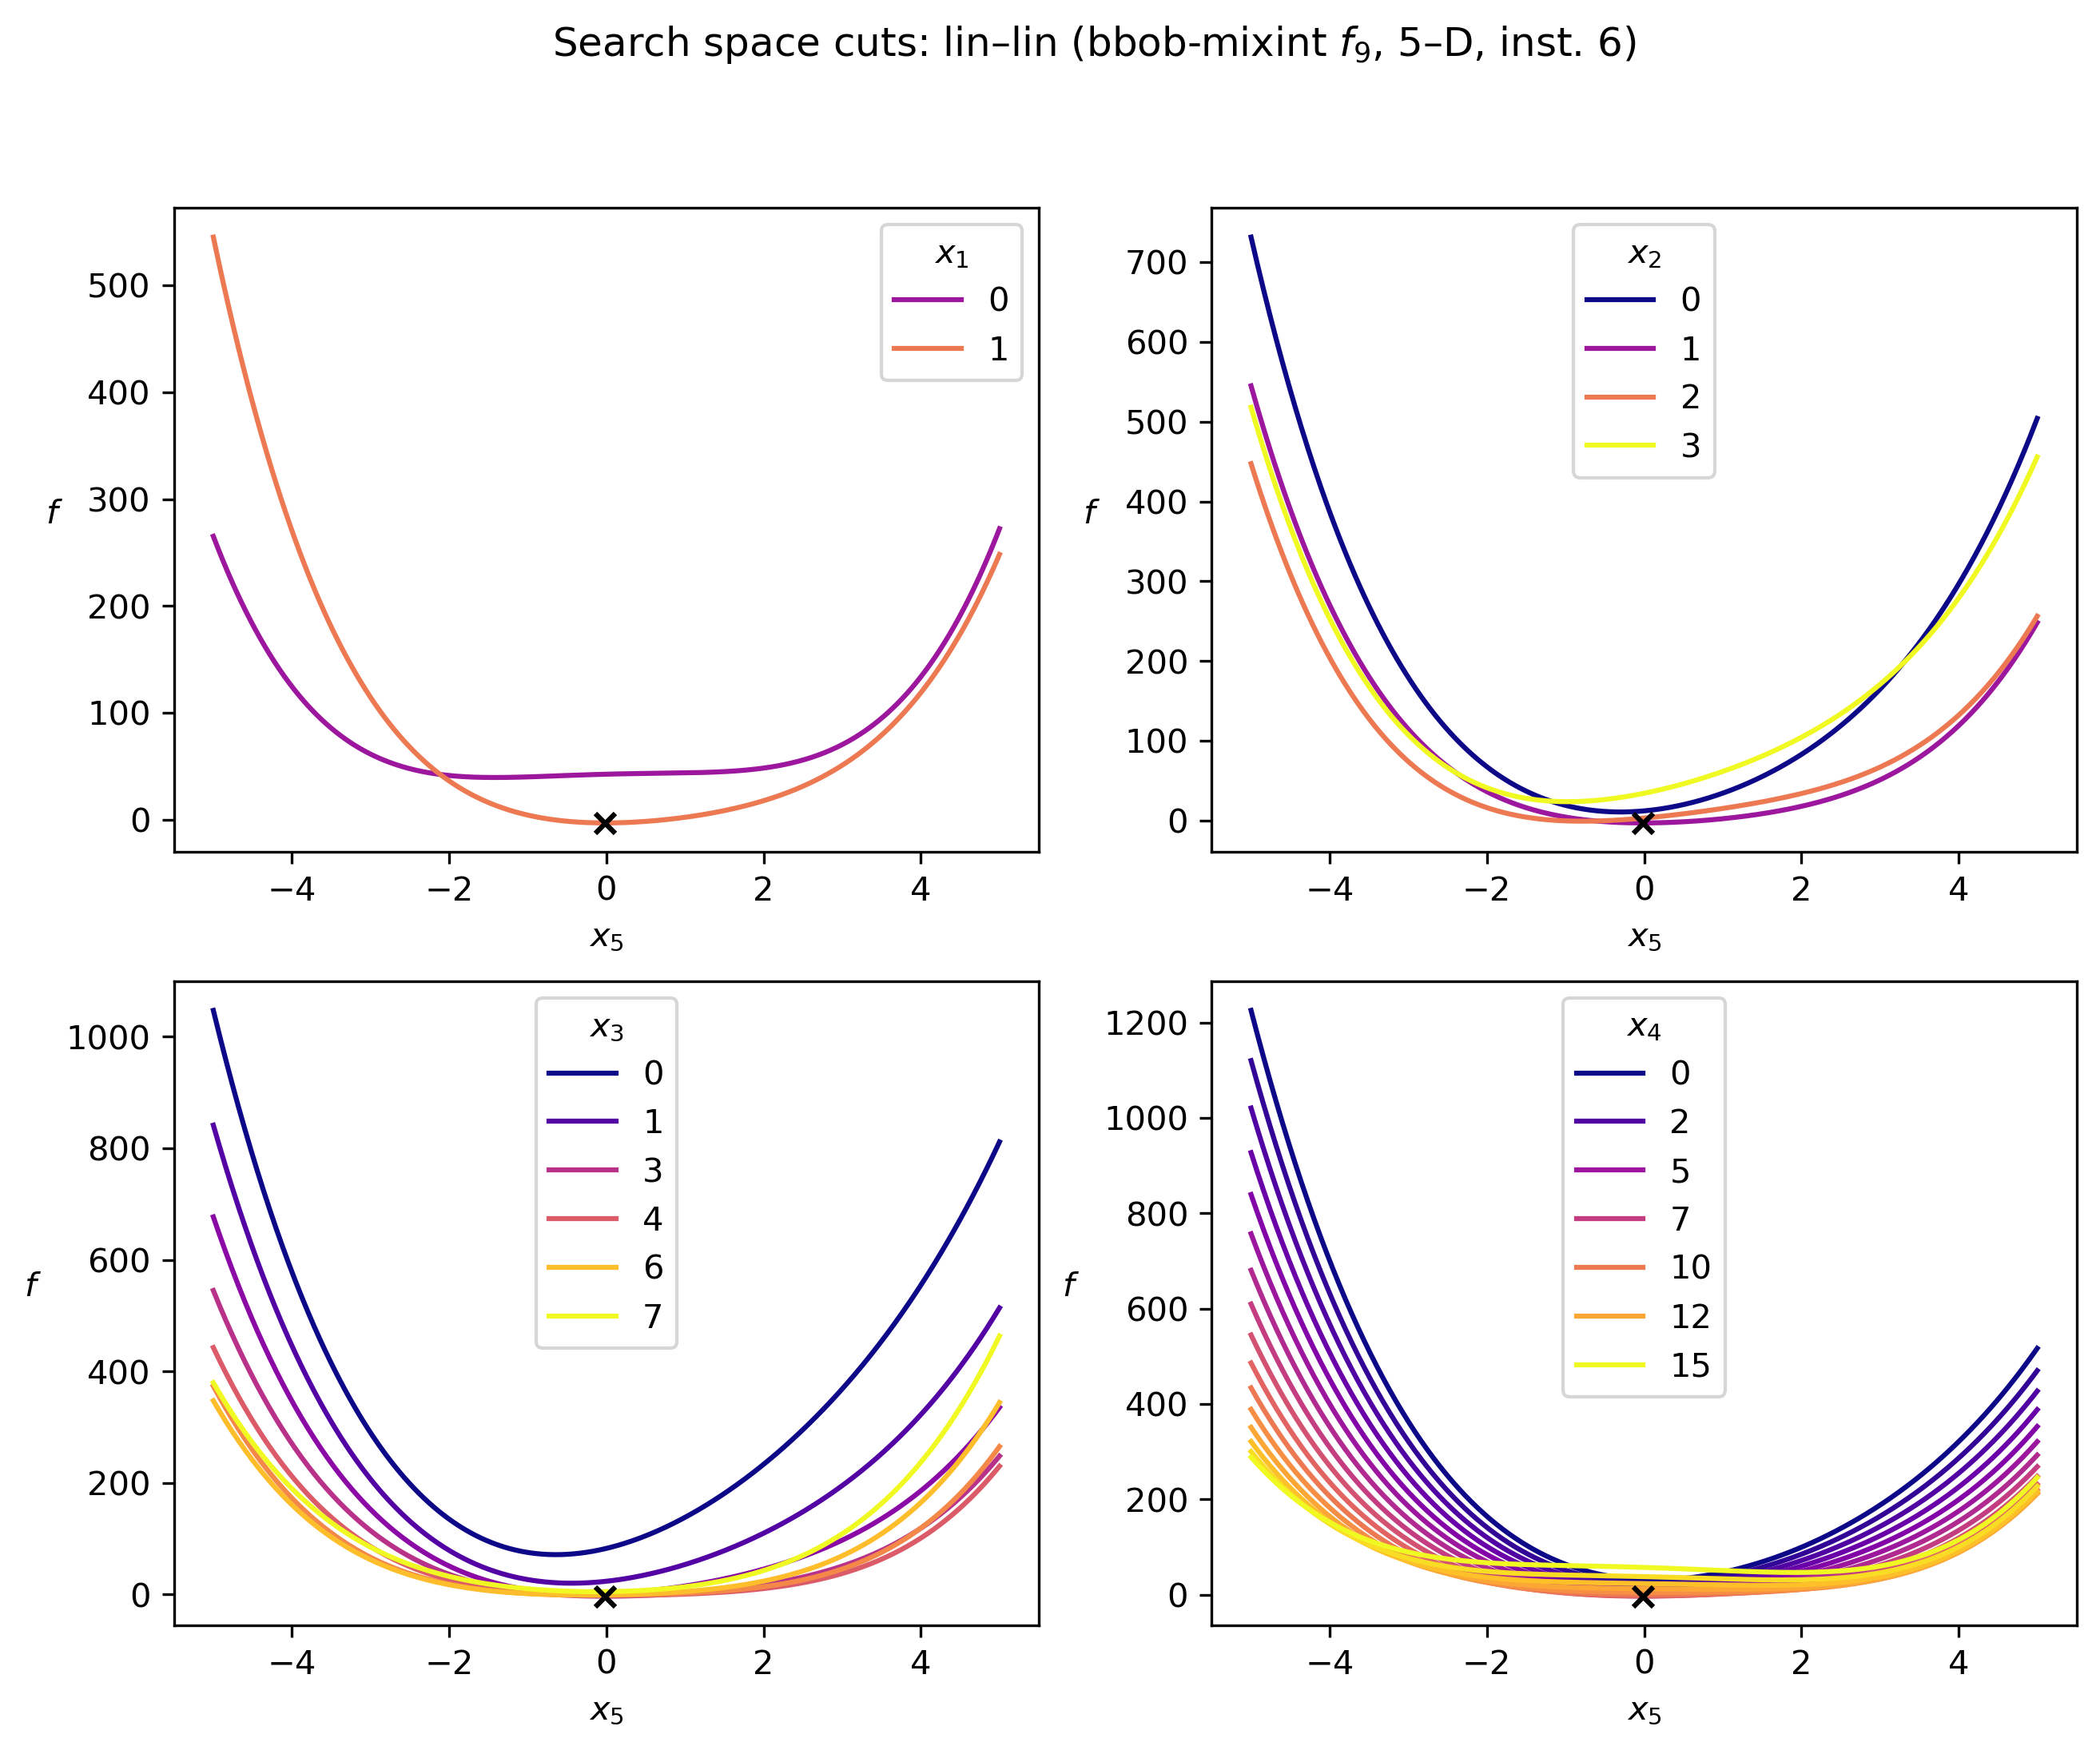 Search space cuts: lin–lin (bbob-mixint f₉, 5–D, inst. 6)
x₁
0
1
500
400
300
200
100
0
f
−4 −2 0 2 4
x₅
x₂
0
1
2
3
700
600
500
400
300
200
100
0
f
−4 −2 0 2 4
x₅
x₃
0
1
3
4
6
7
1000
800
600
400
200
0
f
−4 −2 0 2 4
x₅
x₄
0
2
5
7
10
12
15
1200
1000
800
600
400
200
0
f
−4 −2 0 2 4
x₅